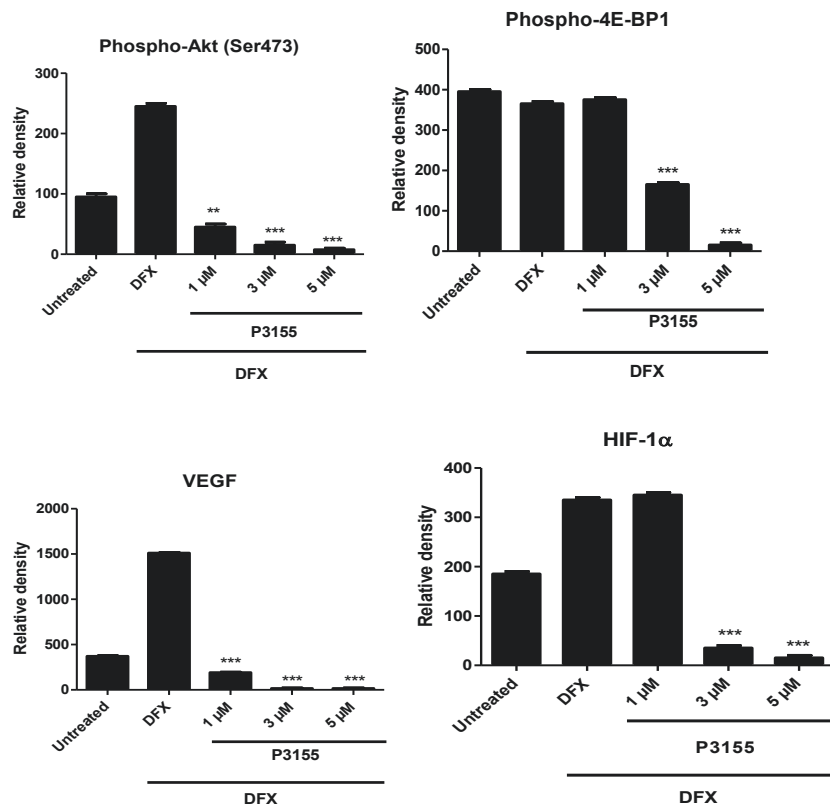 Phospho-Akt (Ser473)
Relative density
300
200
100
0
**
***
***
Untreated
DFX
1 µM
3 µM
5 µM
P3155
DFX
Phospho-4E-BP1
Relative density
500
400
300
200
100
0
***
***
Untreated
DFX
1 µM
3 µM
5 µM
P3155
DFX
VEGF
Relative density
2000
1500
1000
500
0
***
***
***
Untreated
DFX
1 µM
3 µM
5 µM
P3155
DFX
HIF-1α
Relative density
400
300
200
100
0
***
***
Untreated
DFX
1 µM
3 µM
5 µM
P3155
DFX